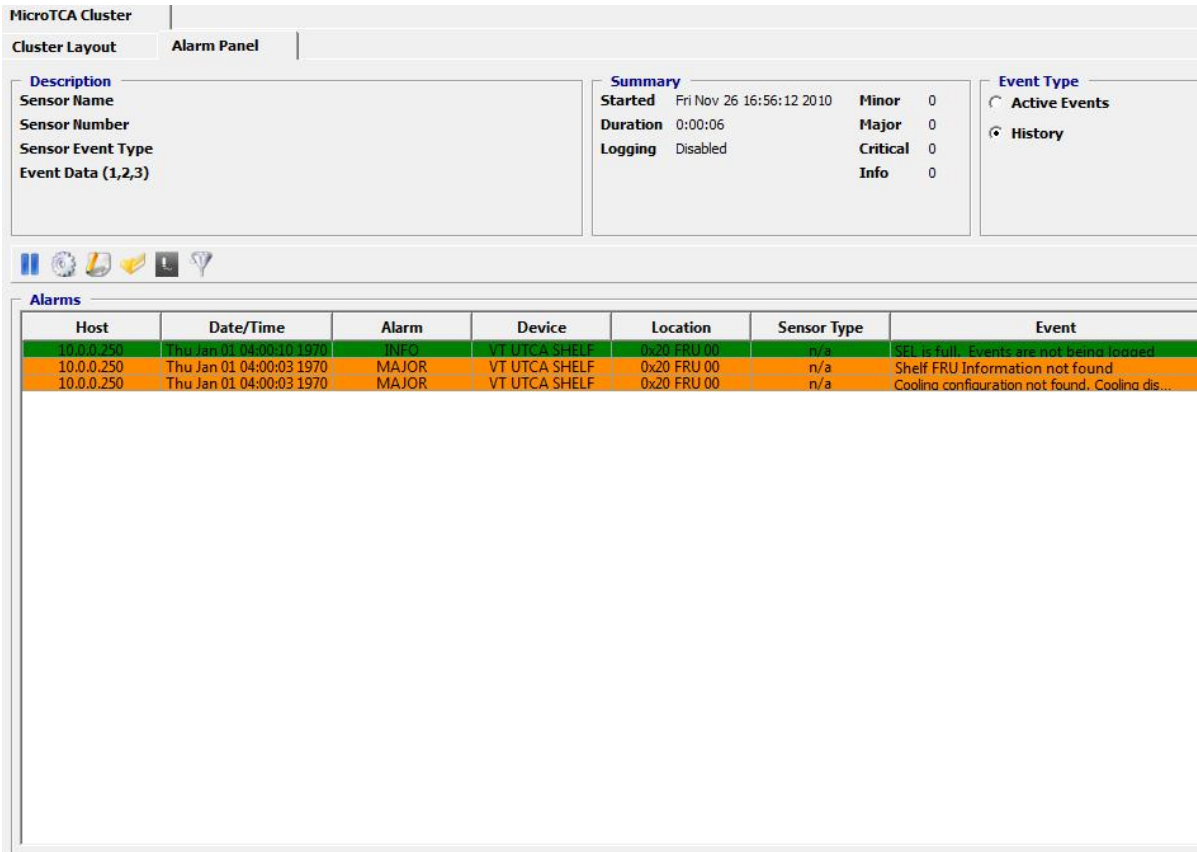 MicroTCA Cluster
Cluster Layout Alarm Panel
Description
Sensor Name
Sensor Number
Sensor Event Type
Event Data (1,2,3)
Summary
Started Fri Nov 26 16:56:12 2010 Minor 0
Duration 0:00:06 Major 0
Logging Disabled Critical 0
Info 0
Event Type
Active Events
History
Alarms
Host Date/Time Alarm Device Location Sensor Type Event
10.0.0.250 Thu Jan 01 04:00:10 1970 INFO VT UTCA SHELF 0x20 FRU 00 n/a SEL is full. Events are not being logged
10.0.0.250 Thu Jan 01 04:00:03 1970 MAJOR VT UTCA SHELF 0x20 FRU 00 n/a Shelf FRU Information not found
10.0.0.250 Thu Jan 01 04:00:03 1970 MAJOR VT UTCA SHELF 0x20 FRU 00 n/a Cooling configuration not found. Cooling dis...